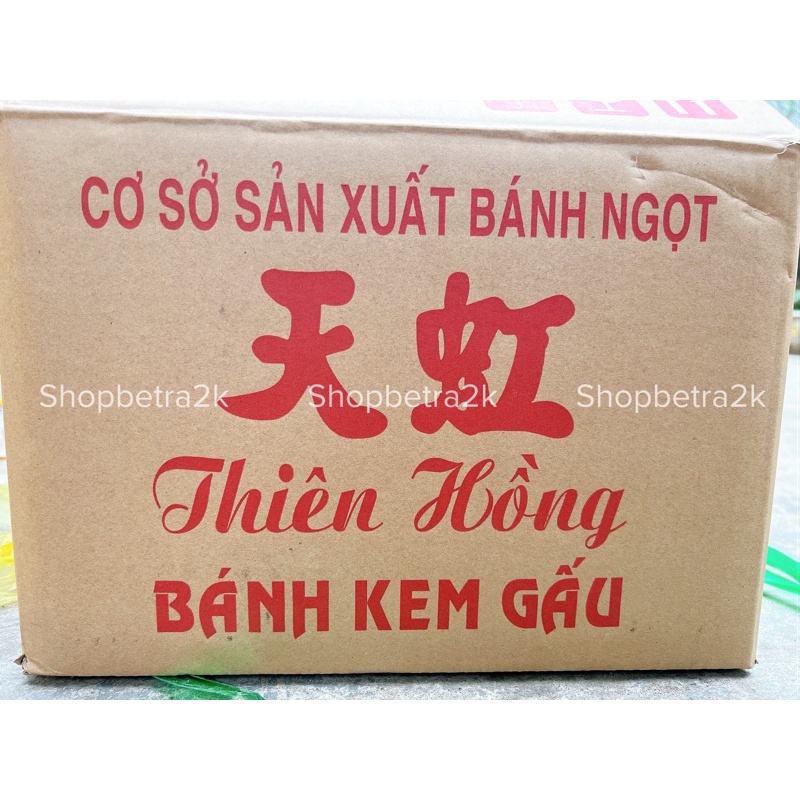 CƠ SỞ SẢN XUẤT BÁNH NGỌT
天虹
Shopbetra2k Shopbetra2k Shopbetra2k
Thiên Hồng
BÁNH KEM GẤU